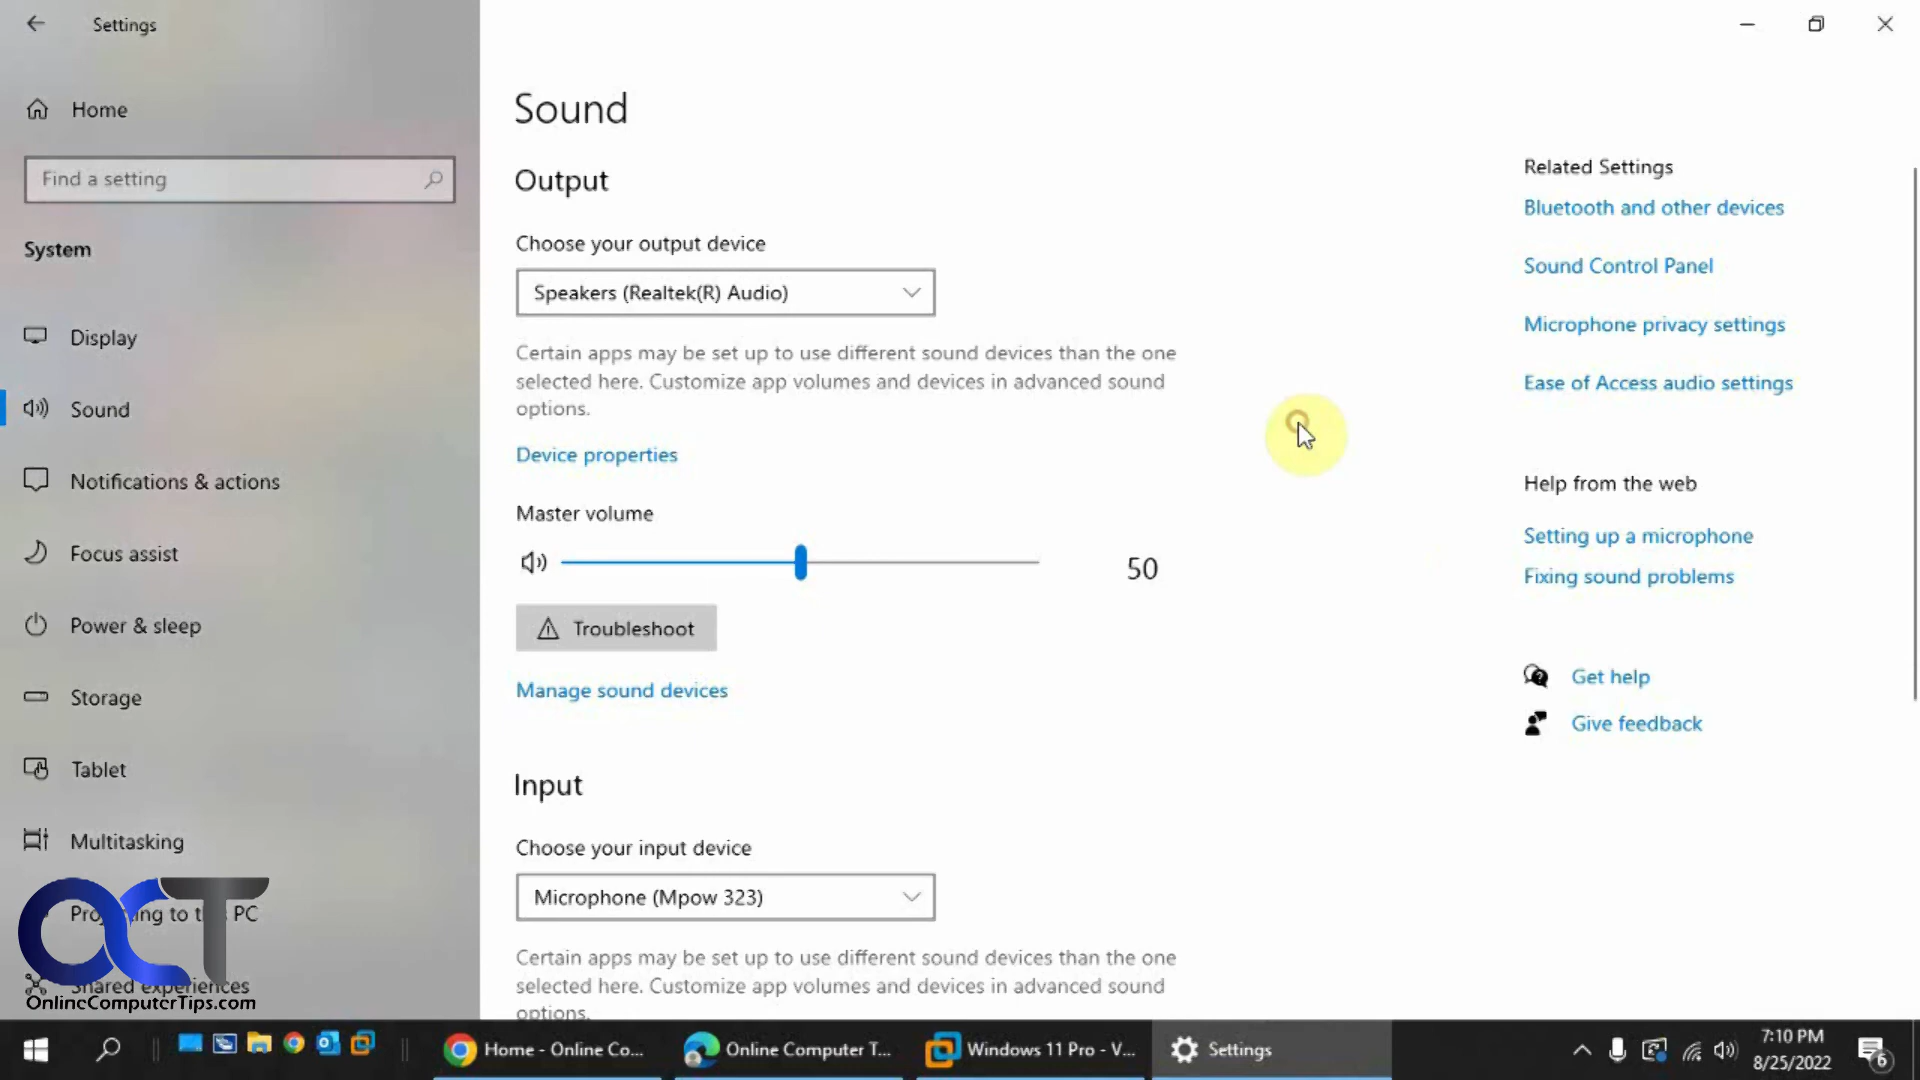 Settings
Home
Find a setting
System
Display
Sound
Notifications & actions
Focus assist
Power & sleep
Storage
Tablet
Multitasking
OCT
Shared experiences
OnlineComputerTips.com
Sound
Output
Choose your output device
Speakers (Realtek(R) Audio)
Certain apps may be set up to use different sound devices than the one
selected here. Customize app volumes and devices in advanced sound
options.
Device properties
Master volume
50
Troubleshoot
Manage sound devices
Input
Choose your input device
Microphone (Mpow 323)
Certain apps may be set up to use different sound devices than the one
selected here. Customize app volumes and devices in advanced sound
options.
Related Settings
Bluetooth and other devices
Sound Control Panel
Microphone privacy settings
Ease of Access audio settings
Help from the web
Setting up a microphone
Fixing sound problems
Get help
Give feedback
Home - Online Co...
Online Computer T...
Windows 11 Pro - V...
Settings
7:10 PM
8/25/2022
6